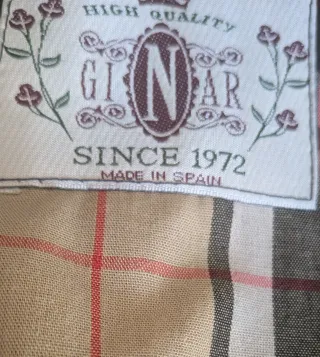 HIGH QUALITY
GINAR
SINCE 1972
MADE IN SPAIN